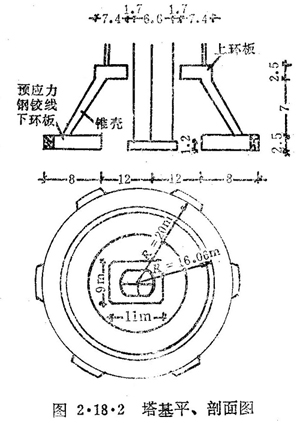 1.7 1.7
7.4 6.6 7.4
上环板
预应力
钢铰线
下环板
锥壳
2.5
7
2.5
1.2
8 12 12 8
R=20m
R=16.06m
9m
11m
图 2·18·2 塔基平、剖面图